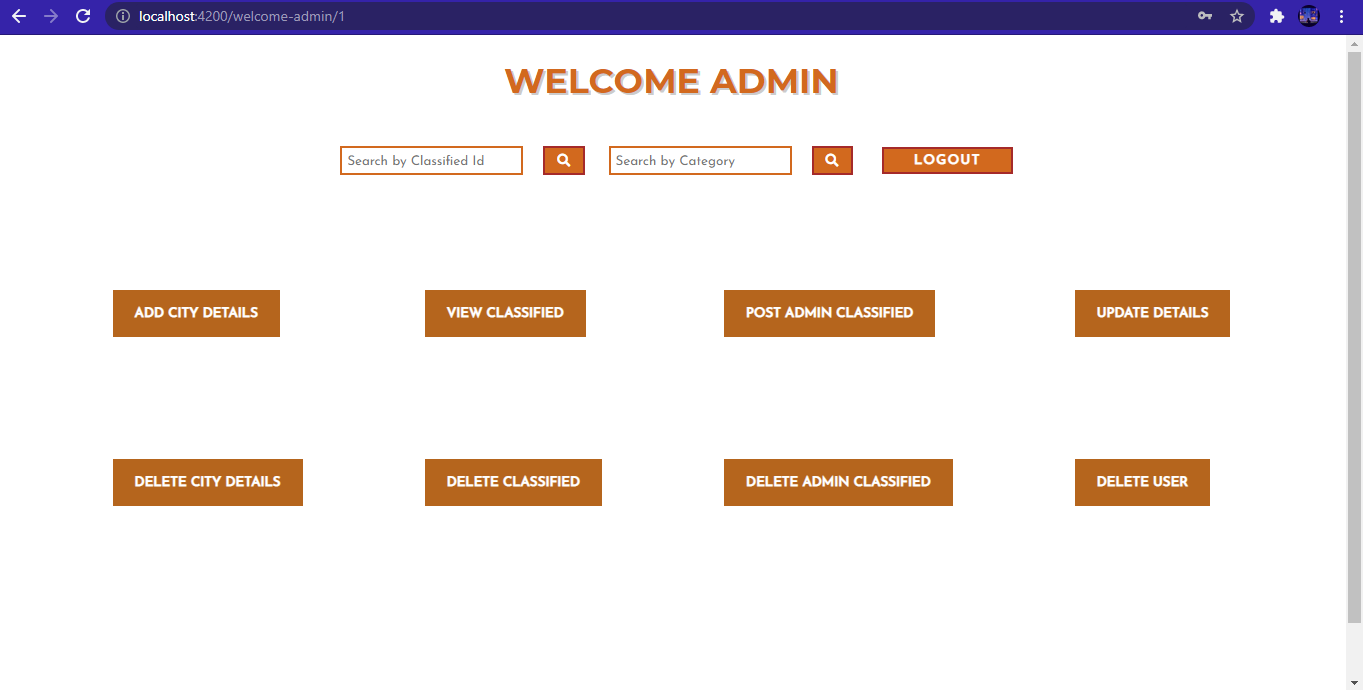 localhost:4200/welcome-admin/1
WELCOME ADMIN
Search by Classified Id
Search by Category
LOGOUT
ADD CITY DETAILS
VIEW CLASSIFIED
POST ADMIN CLASSIFIED
UPDATE DETAILS
DELETE CITY DETAILS
DELETE CLASSIFIED
DELETE ADMIN CLASSIFIED
DELETE USER